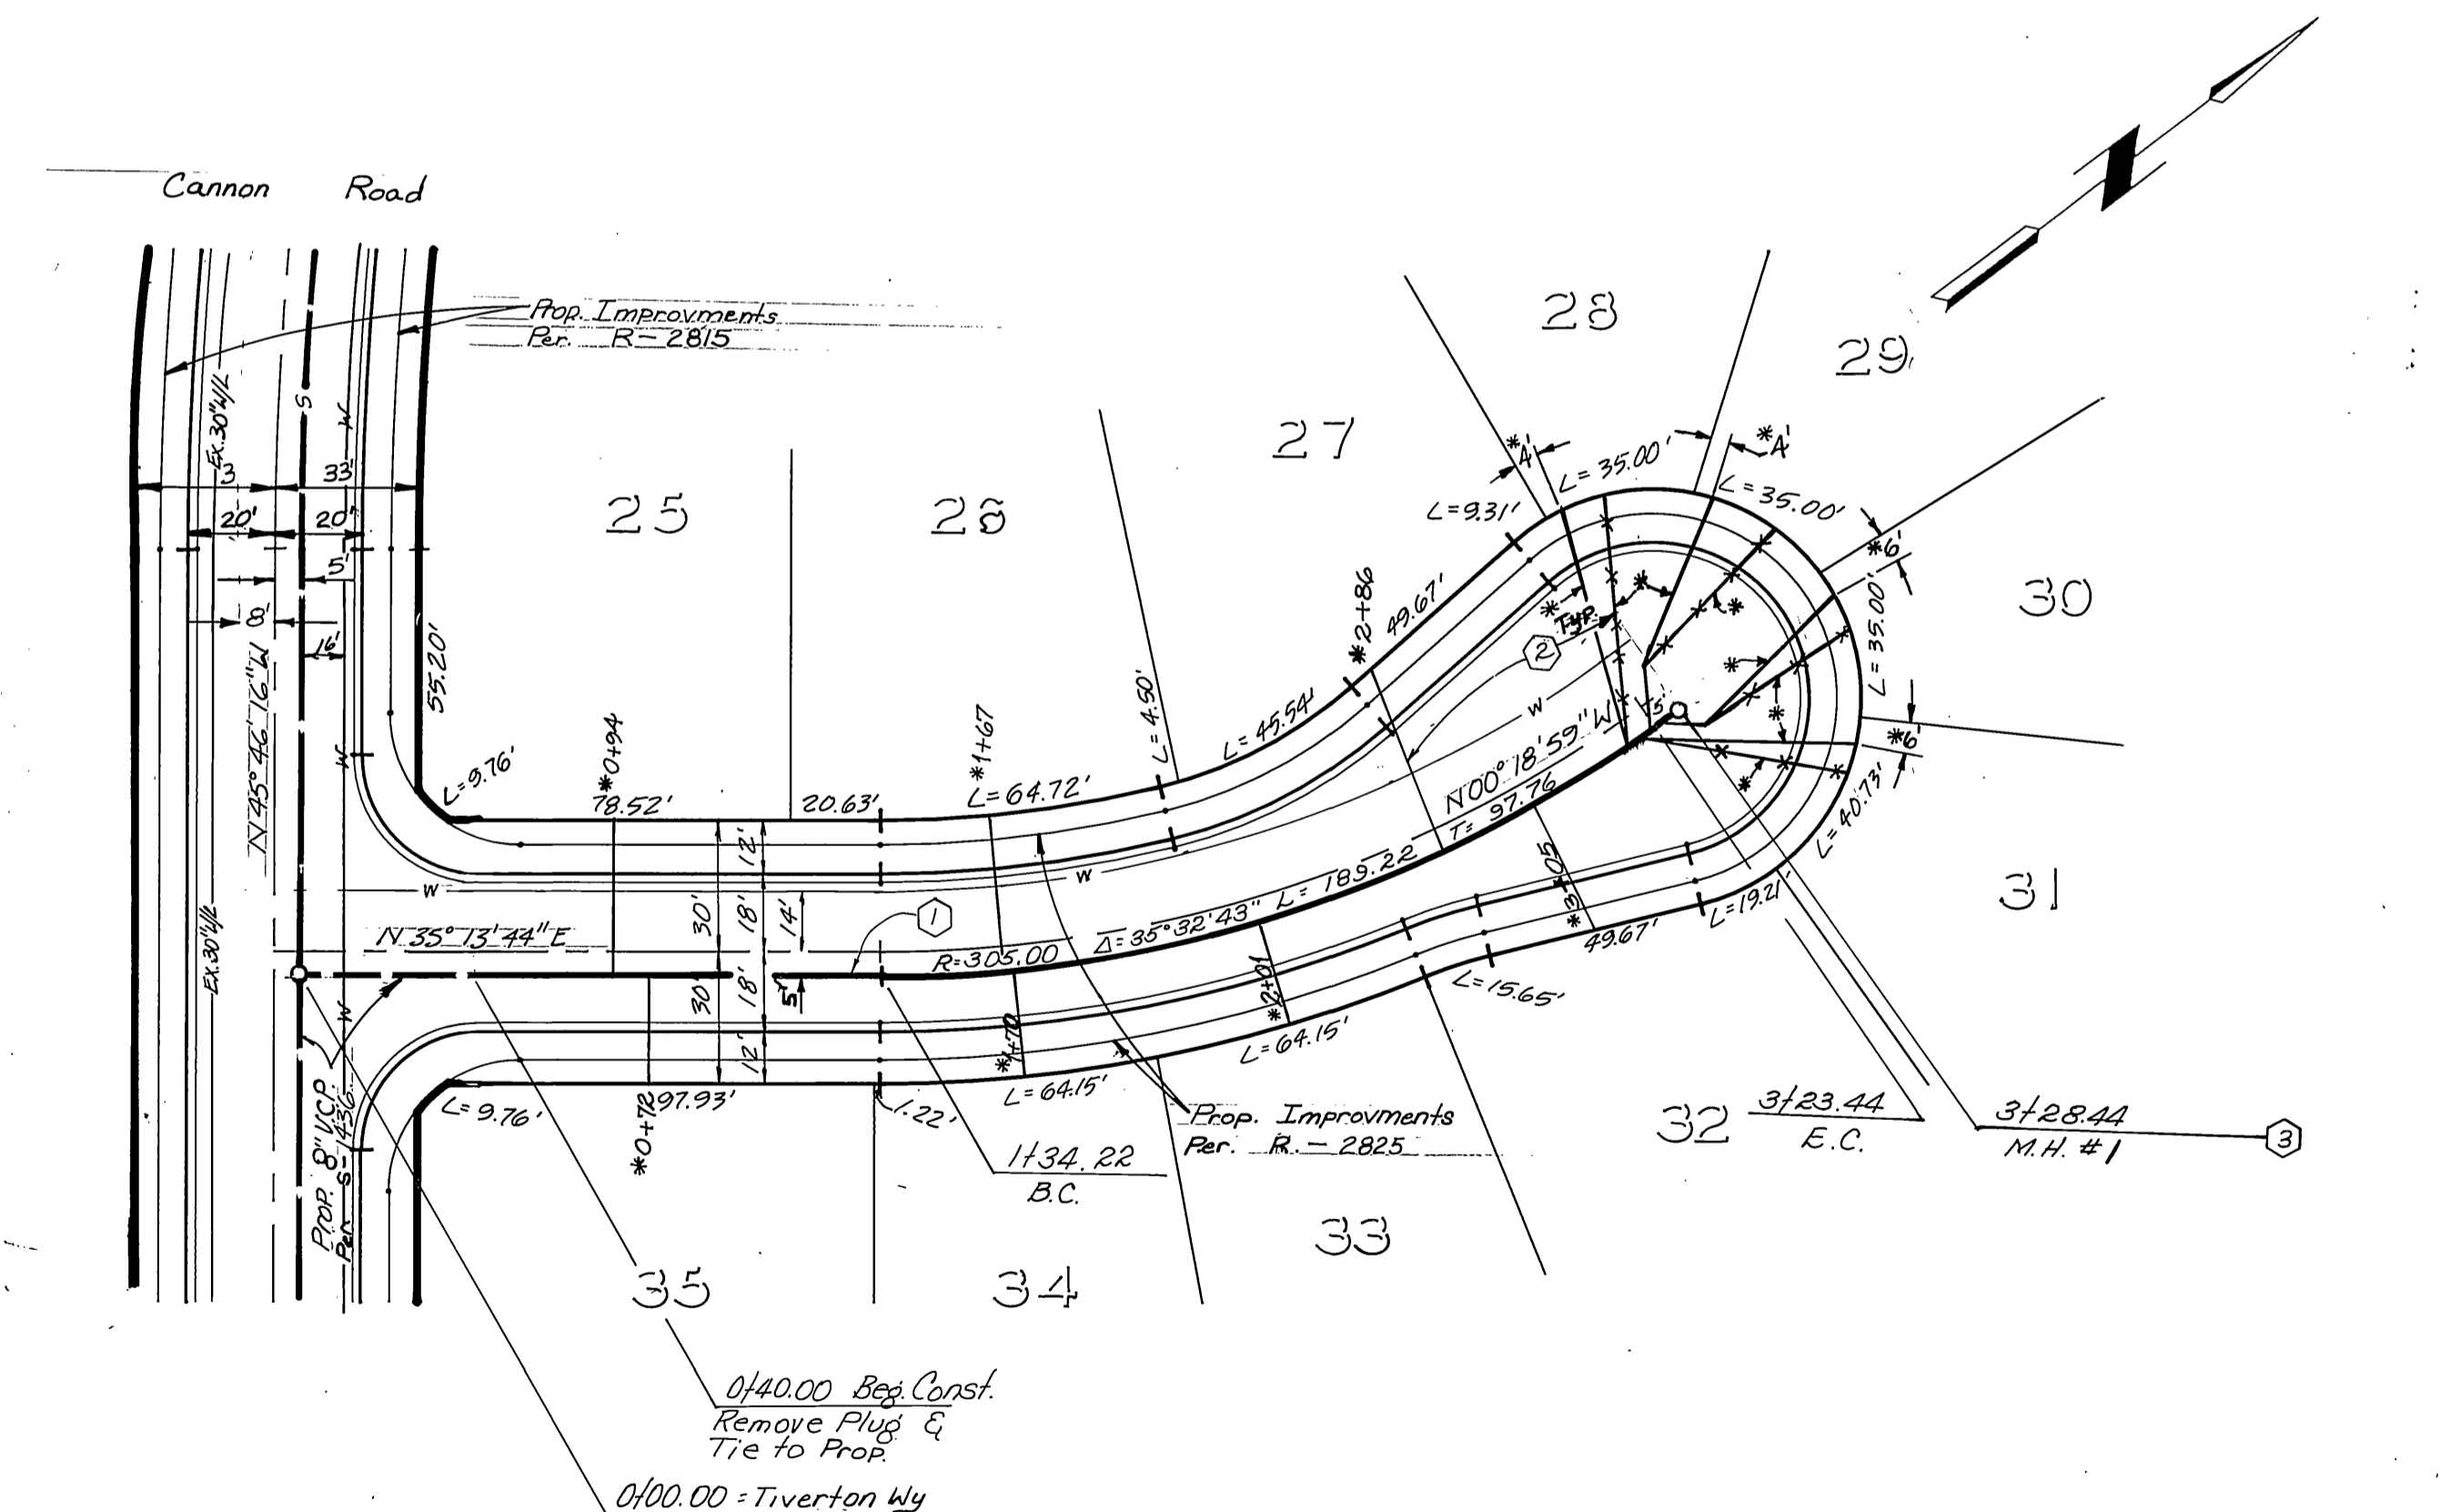 Cannon Road
Prop. Improvments
Per. R-2815
Ex. 30" W/L
S
W
3
33'
20'
20'
5'
8'
16'
N 45° 46' 16" W
55.20'
W
Ex. 30" W/L
W
25
26
27
28
29
30
31
32
33
34
35
L=9.76'
*0+94
78.52'
20.63'
*1+67
L=64.72'
L=4.50'
L=45.54'
*2+86
49.67'
L=9.31'
*4'
L=35.00'
*4'
L=35.00'
*6'
L=35.00'
*6'
L=40.73'
L=19.21'
49.67'
*3+05
L=15.65'
*2+01
L=64.15'
*1+70
L=64.15'
1.22'
97.93'
*0+72
L=9.76'
12'
18'
30'
14'
30'
18'
12'
5'
W
W
W
1
2
Typ.
5'
N 35° 13' 44" E
R=305.00
Δ=35°32'43" L=189.22
T=97.76
N00°18'59"W
Prop. 8" V.C.P.
Per S-1436
Prop. Improvments
Per. R.-2825
1+34.22
B.C.
3+23.44
E.C.
3+28.44
M.H. #1
3
0+40.00 Beg. Const.
Remove Plug &
Tie to Prop.
0+00.00 = Tiverton Wy